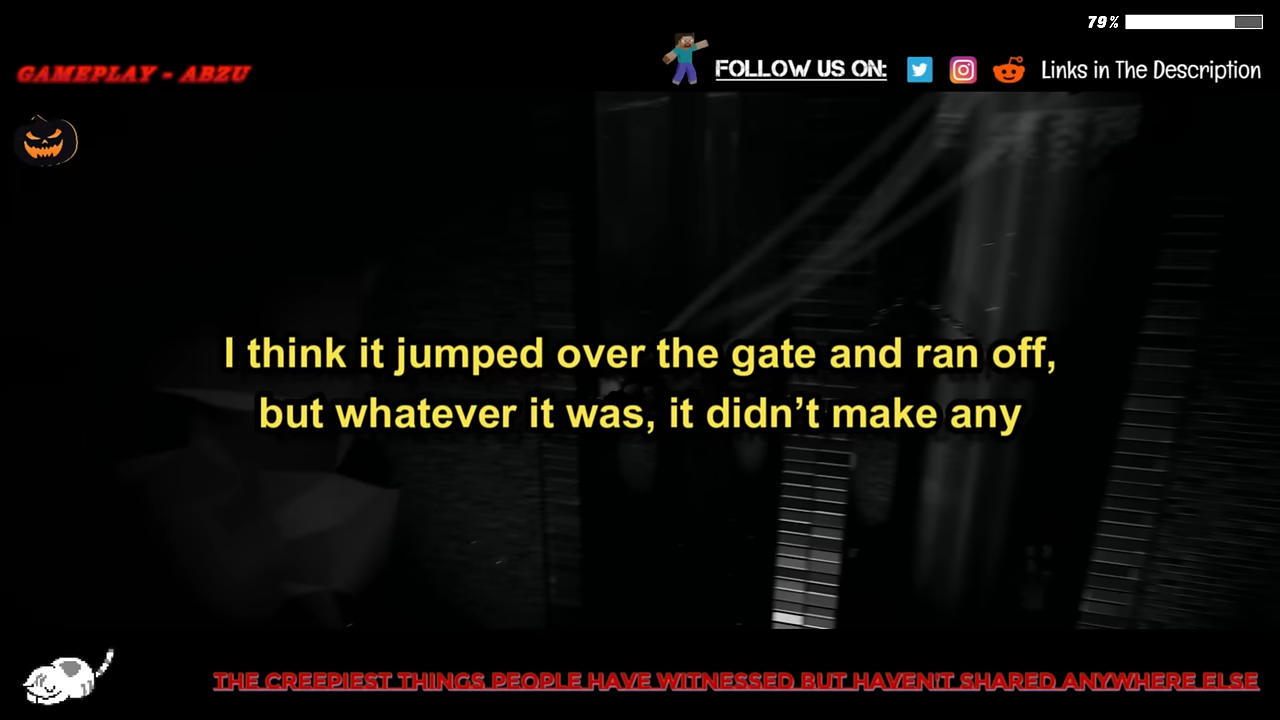 79%
GAMEPLAY - ABZU
FOLLOW US ON:
Links in The Description
I think it jumped over the gate and ran off,
but whatever it was, it didn’t make any
THE CREEPIEST THINGS PEOPLE HAVE WITNESSED BUT HAVEN'T SHARED ANYWHERE ELSE